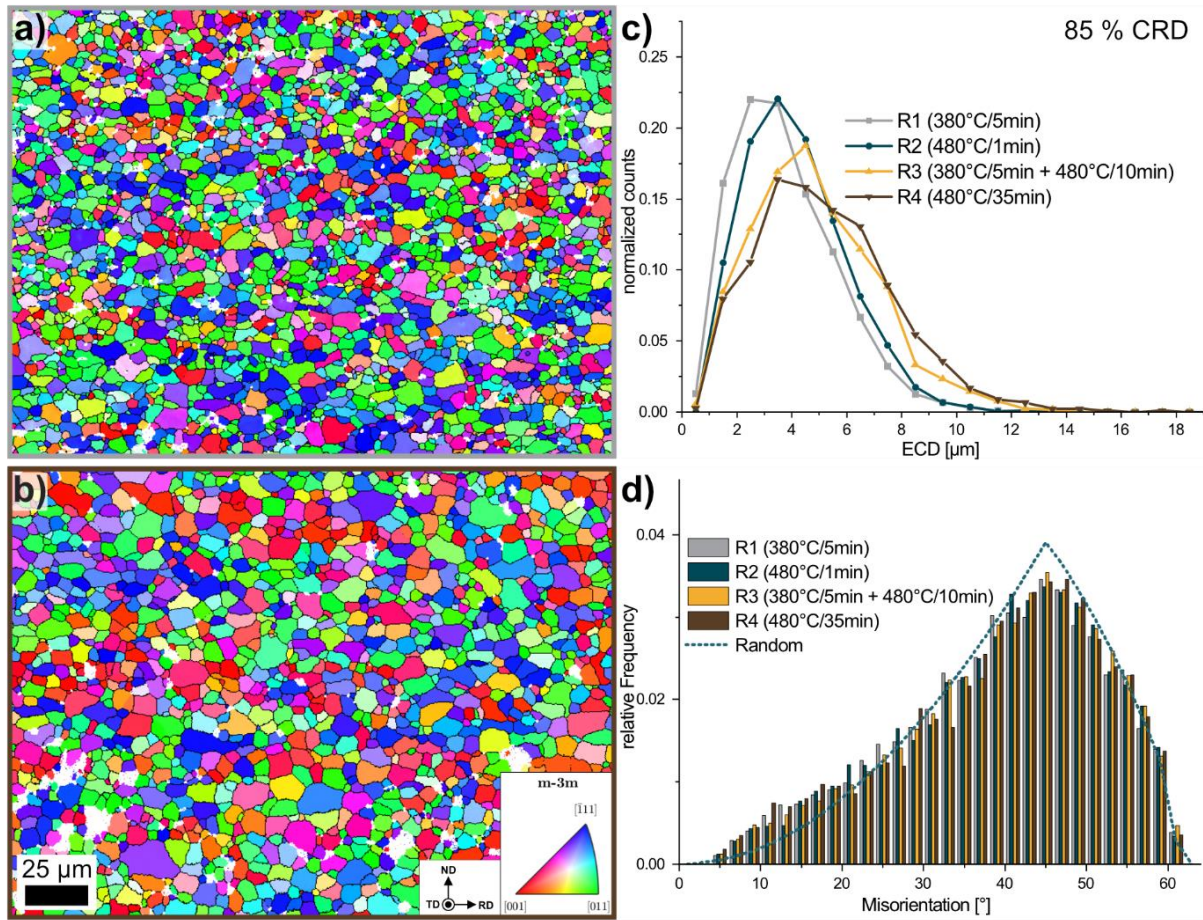 a)
b)
25 µm
ND
TD
RD
m-3m
[1̄11]
[001]
[011]
c)
85 % CRD
normalized counts
0.25
0.20
0.15
0.10
0.05
0.00
R1 (380°C/5min)
R2 (480°C/1min)
R3 (380°C/5min + 480°C/10min)
R4 (480°C/35min)
0 2 4 6 8 10 12 14 16 18
ECD [µm]
d)
relative Frequency
0.04
0.02
0.00
R1 (380°C/5min)
R2 (480°C/1min)
R3 (380°C/5min + 480°C/10min)
R4 (480°C/35min)
Random
0 10 20 30 40 50 60
Misorientation [°]